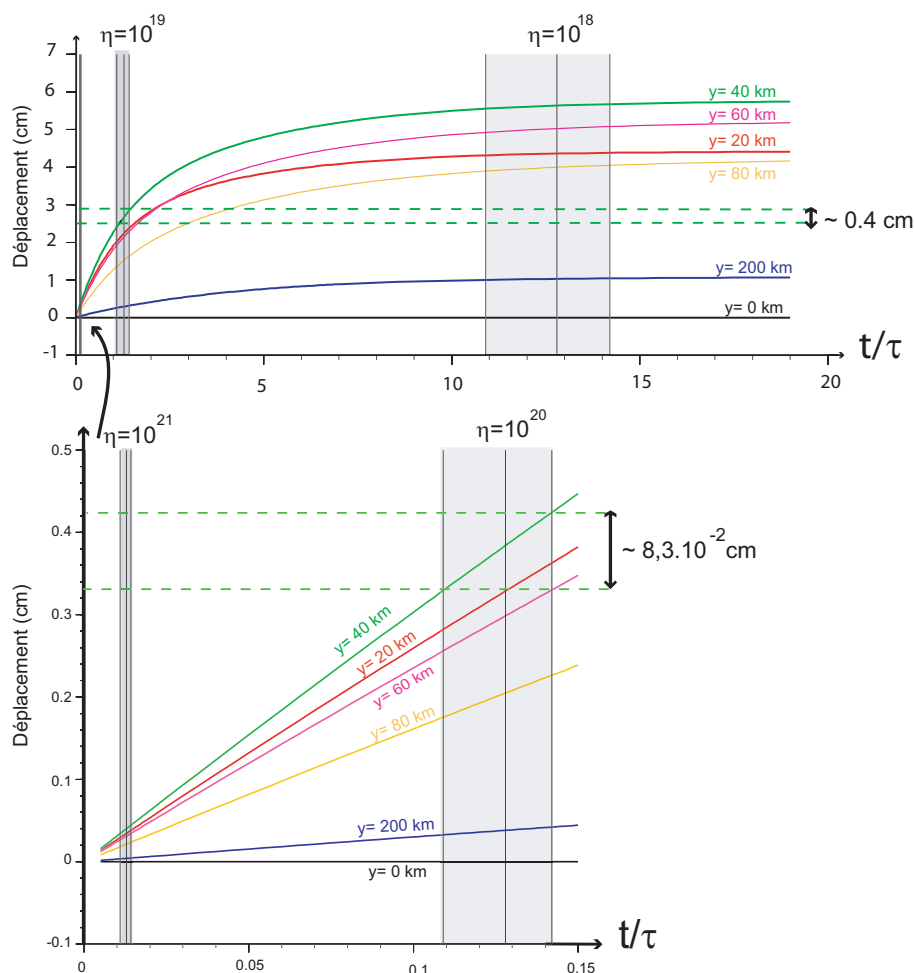 η=10^19 η=10^18
Déplacement (cm)
7
6
5
4
3
2
1
0
-1
y= 40 km
y= 60 km
y= 20 km
y= 80 km
~ 0.4 cm
y= 200 km
y= 0 km
0 5 10 15 20
t/τ
η=10^21 η=10^20
Déplacement (cm)
0.5
0.4
0.3
0.2
0.1
0
-0.1
~ 8,3.10^-2 cm
y= 40 km
y= 20 km
y= 60 km
y= 80 km
y= 200 km
y= 0 km
0 0.05 0.1 0.15
t/τ